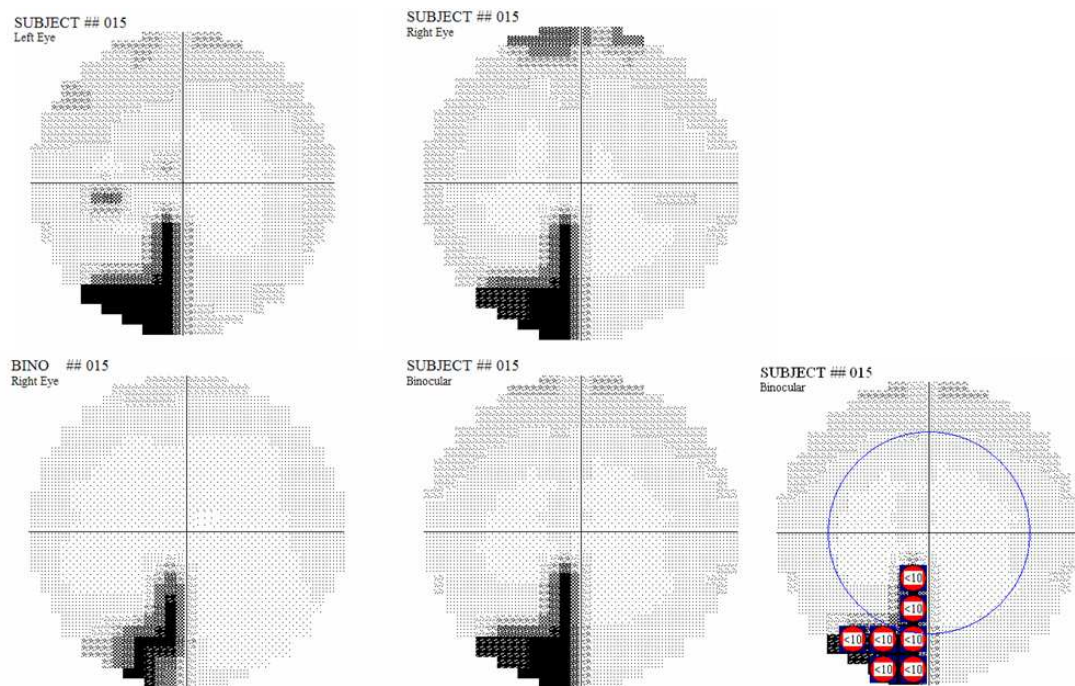 SUBJECT ## 015
Left Eye
SUBJECT ## 015
Right Eye
BINO ## 015
Right Eye
SUBJECT ## 015
Binocular
SUBJECT ## 015
Binocular
<10
<10
<10 <10 <10
<10 <10